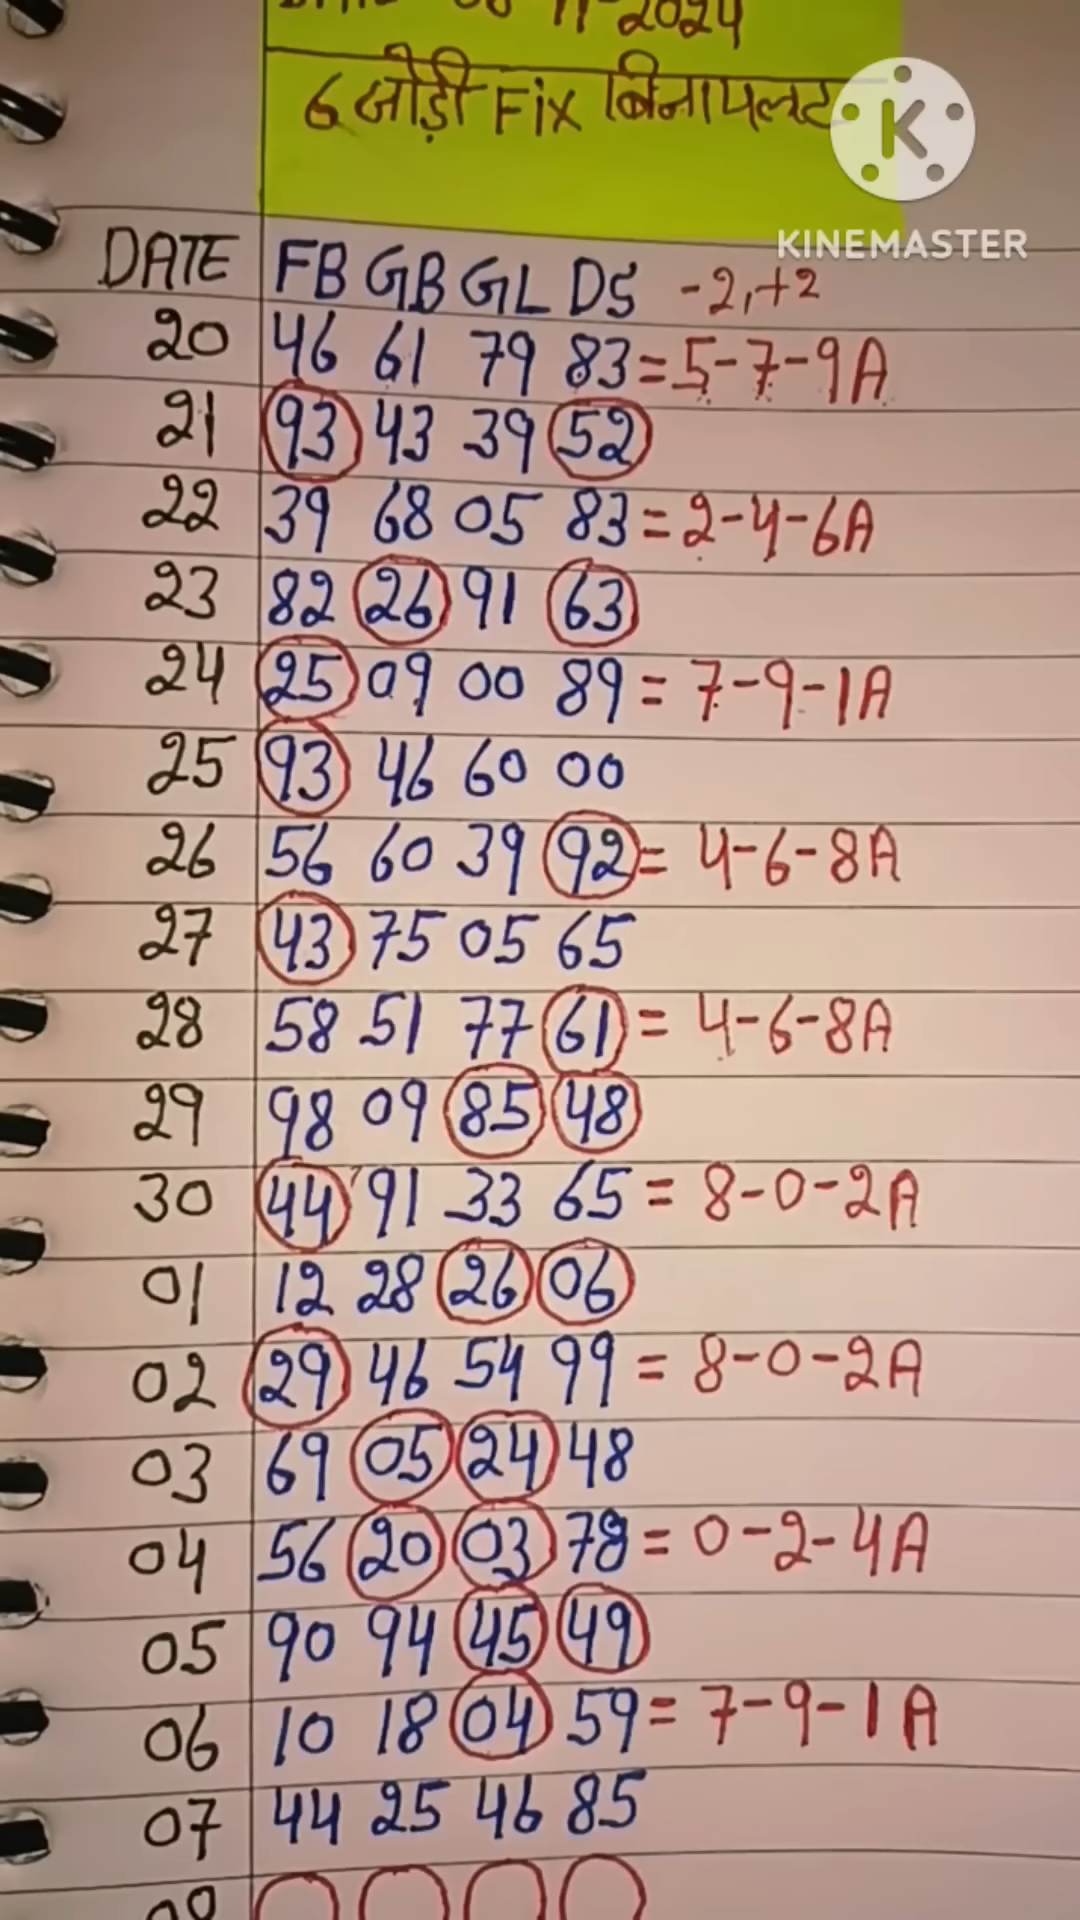 11-2024
6 जोड़ी Fix बिना पलट
KINEMASTER
DATE FB GB GL DS -2,+2
20 46 61 79 83=5-7-9A
21 93 43 39 52
22 39 68 05 83=2-4-6A
23 82 26 91 63
24 25 09 00 89=7-9-1A
25 93 46 60 00
26 56 60 39 92=4-6-8A
27 43 75 05 65
28 58 51 77 61=4-6-8A
29 98 09 85 48
30 44 91 33 65=8-0-2A
01 12 28 26 06
02 29 46 54 99=8-0-2A
03 69 05 24 48
04 56 20 03 78=0-2-4A
05 90 94 45 49
06 10 18 04 59=7-9-1A
07 44 25 46 85
08